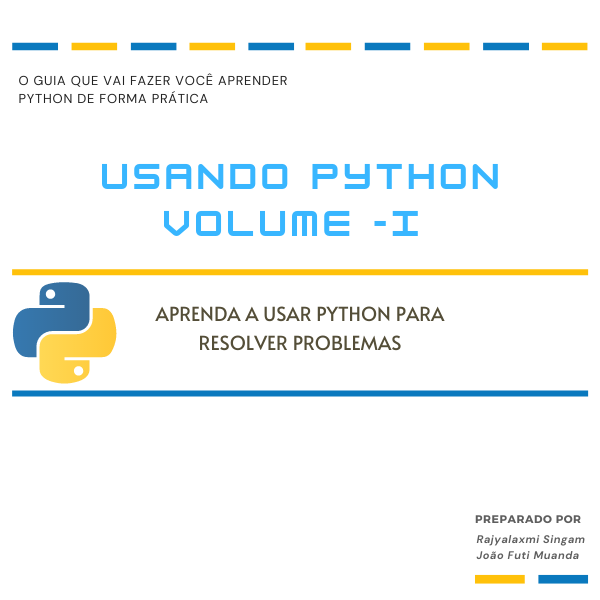 O GUIA QUE VAI FAZER VOCÊ APRENDER
PYTHON DE FORMA PRÁTICA
USANDO PYTHON
VOLUME -I
APRENDA A USAR PYTHON PARA
RESOLVER PROBLEMAS
PREPARADO POR
Rajyalaxmi Singam
João Futi Muanda